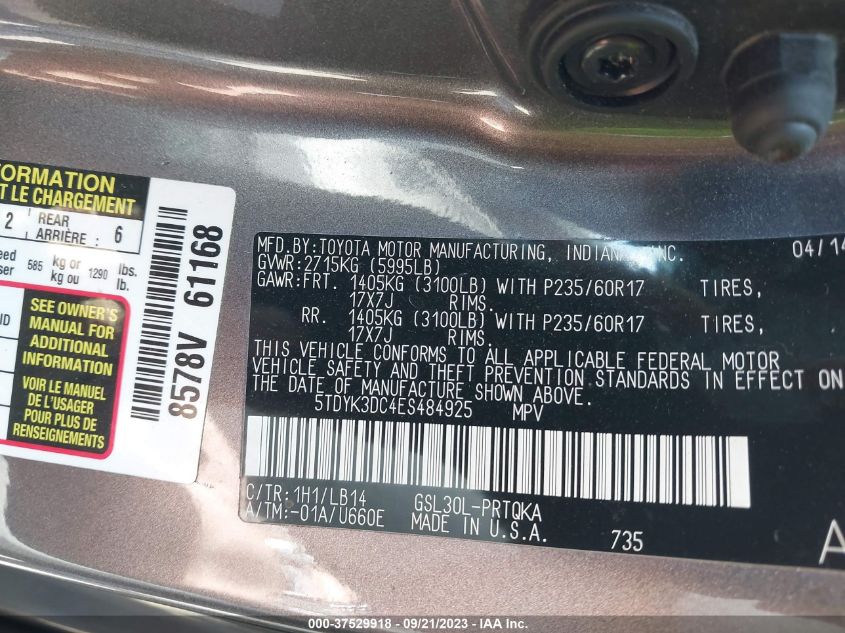 FORMATION
T LE CHARGEMENT
2 REAR ARRIÈRE : 6
585 kg or kg ou 1290 lbs. lb.
SEE OWNER'S
MANUAL FOR
ADDITIONAL
INFORMATION
VOIR LE MANUEL
DE L'USAGER
POUR PLUS DE
RENSEIGNEMENTS
8578V 61168
MFD.BY:TOYOTA MOTOR MANUFACTURING, INC. 04/14
GVWR:2715KG (5995LB)
GAWR:FRT. 1405KG (3100LB) WITH P235/60R17 TIRES,
17X7J RIMS.
RR. 1405KG (3100LB) WITH P235/60R17 TIRES,
17X7J RIMS.
THIS VEHICLE CONFORMS TO ALL APPLICABLE FEDERAL MOTOR
VEHICLE SAFETY AND THEFT PREVENTION STANDARDS IN EFFECT ON
THE DATE OF MANUFACTURE SHOWN ABOVE.
5TDYK3DC4ES484925 MPV
C/TR:1H1/LB14 GSL30L-PRTQKA
A/TM:-01A/U660E MADE IN U.S.A.
735
A
000-37529918 - 09/21/2023 - IAA Inc.